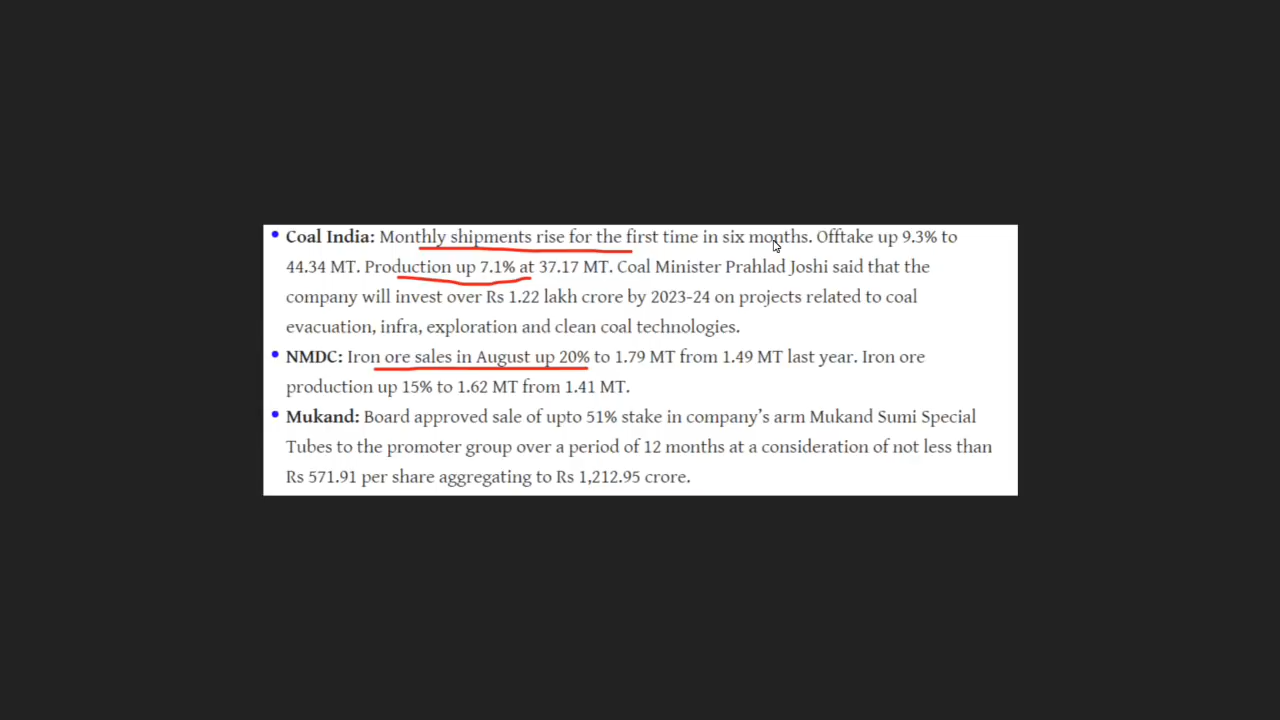 • Coal India: Monthly shipments rise for the first time in six months. Offtake up 9.3% to
44.34 MT. Production up 7.1% at 37.17 MT. Coal Minister Prahlad Joshi said that the
company will invest over Rs 1.22 lakh crore by 2023-24 on projects related to coal
evacuation, infra, exploration and clean coal technologies.
• NMDC: Iron ore sales in August up 20% to 1.79 MT from 1.49 MT last year. Iron ore
production up 15% to 1.62 MT from 1.41 MT.
• Mukand: Board approved sale of upto 51% stake in company’s arm Mukand Sumi Special
Tubes to the promoter group over a period of 12 months at a consideration of not less than
Rs 571.91 per share aggregating to Rs 1,212.95 crore.